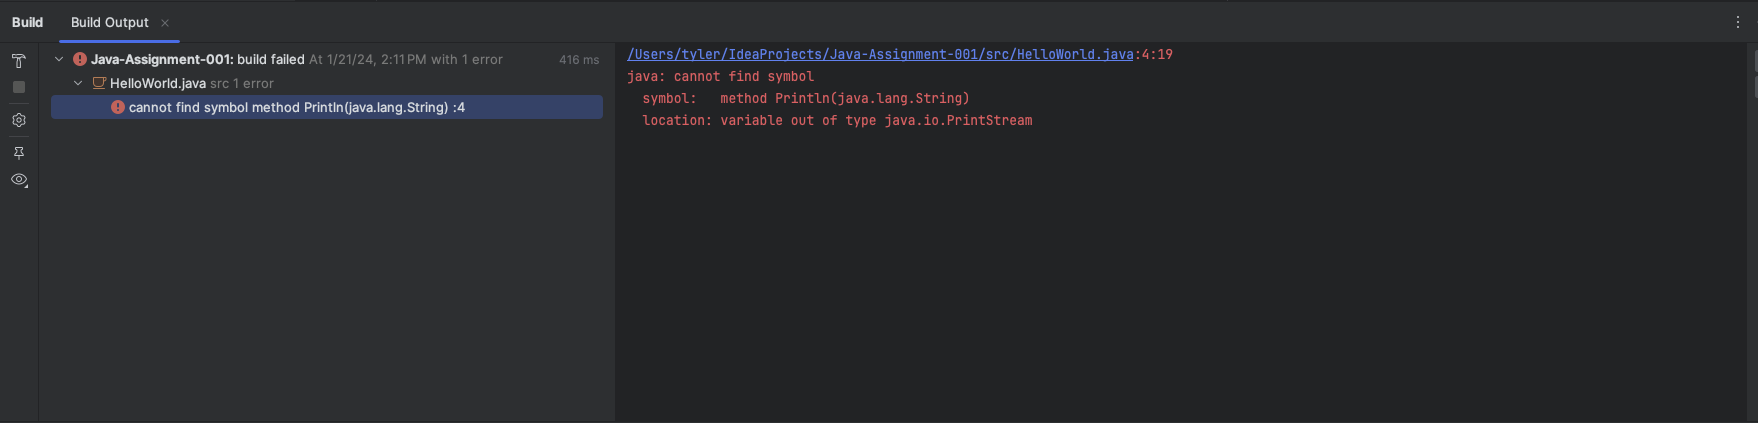 Build Build Output
Java-Assignment-001: build failed At 1/21/24, 2:11 PM with 1 error 416 ms
HelloWorld.java src 1 error
cannot find symbol method Println(java.lang.String) :4
/Users/tyler/IdeaProjects/Java-Assignment-001/src/HelloWorld.java:4:19
java: cannot find symbol
symbol: method Println(java.lang.String)
location: variable out of type java.io.PrintStream